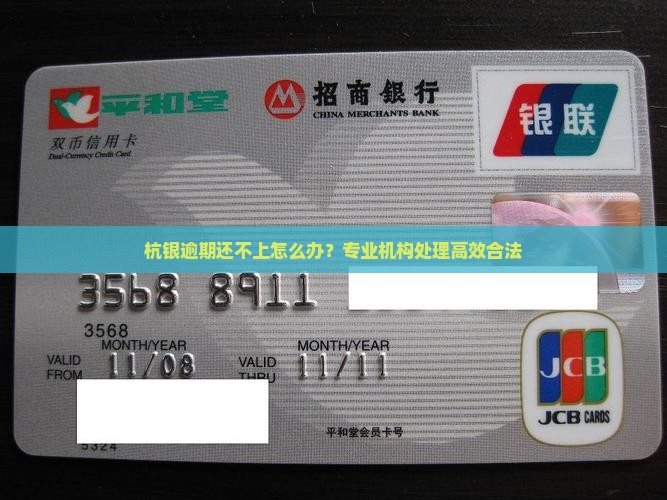 平和堂
双币信用卡
Dual-Currency Credit Card
招商银行
CHINA MERCHANTS BANK
银联
杭银逾期还不上怎么办？专业机构处理高效合法
3568 8911
3568
MONTH/YEAR
MONTH/YEAR
VALID FROM
11/08
VALID THRU
11/11
JCB
JCB CARDS
平和堂会员卡号
5324